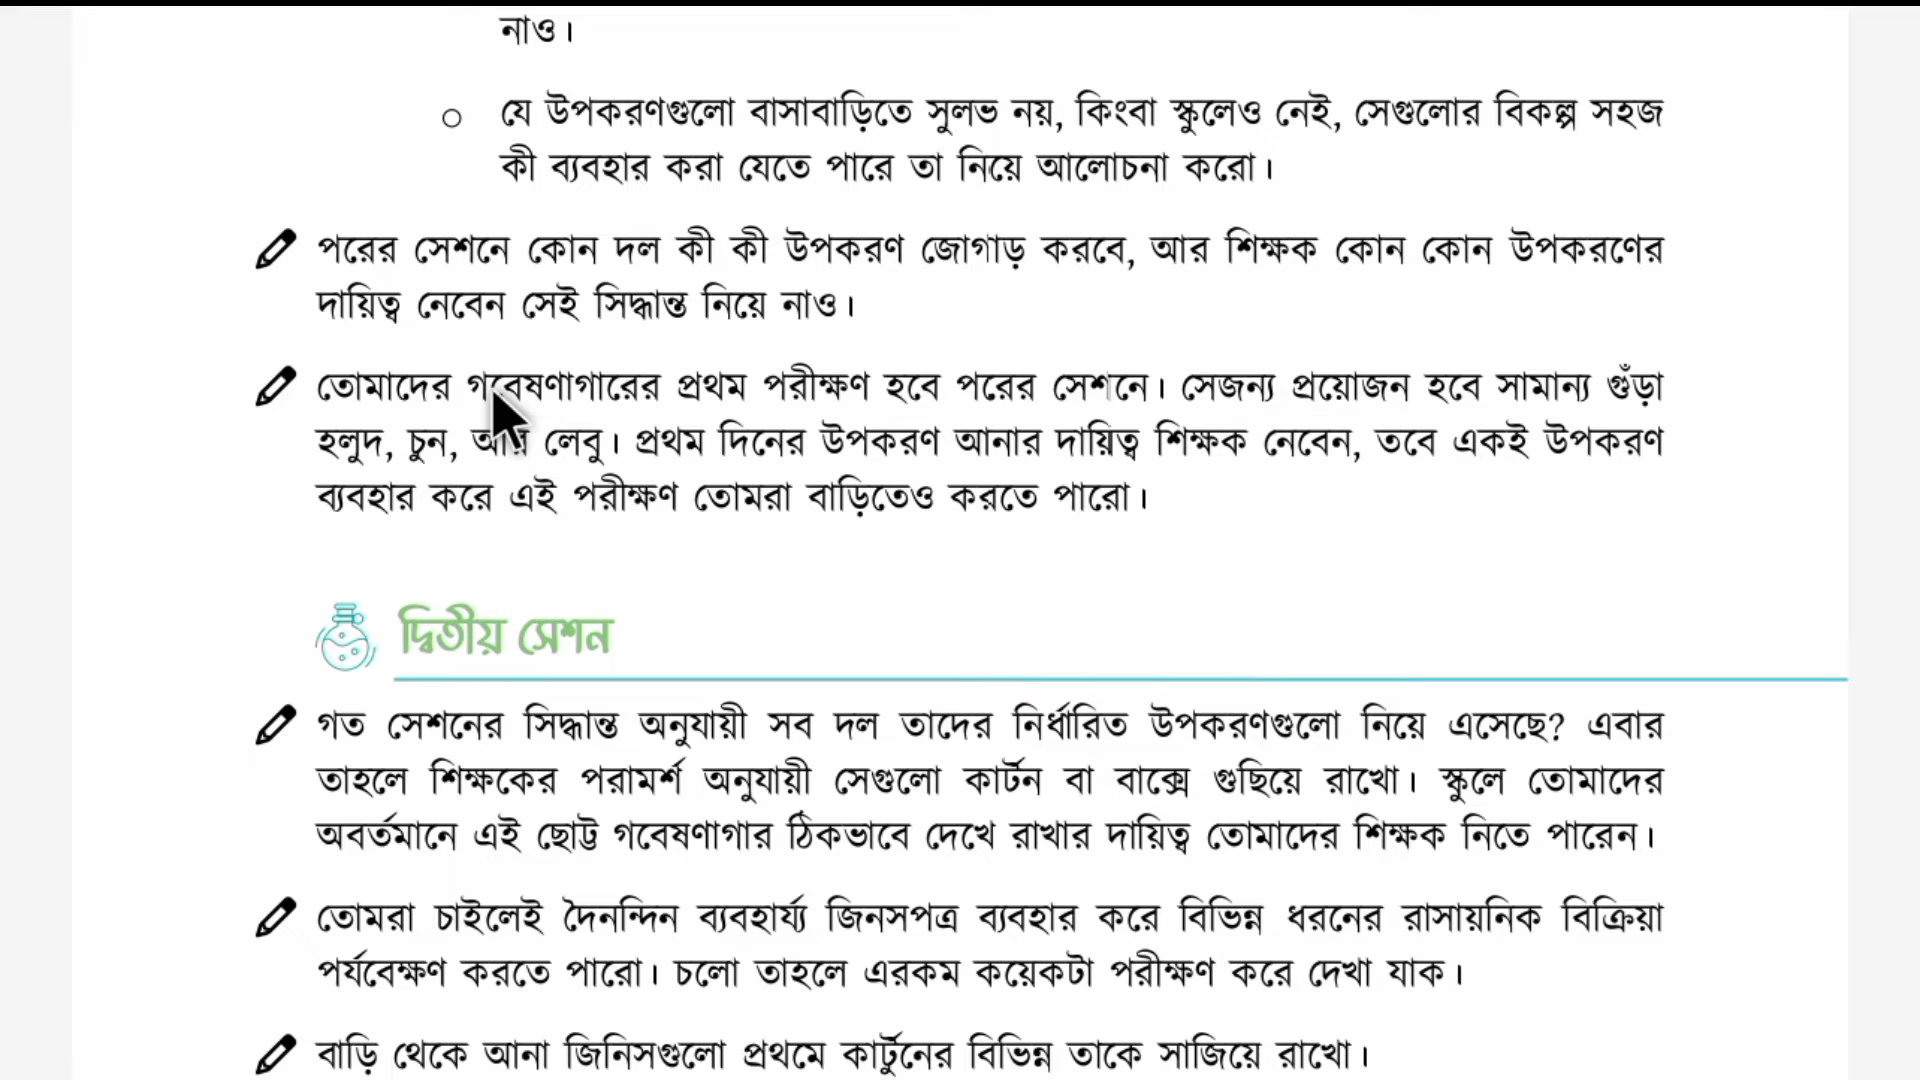 নাও।
যে উপকরণগুলো বাসাবাড়িতে সুলভ নয়, কিংবা স্কুলেও নেই, সেগুলোর বিকল্প সহজ
কী ব্যবহার করা যেতে পারে তা নিয়ে আলোচনা করো।
পরের সেশনে কোন দল কী কী উপকরণ জোগাড় করবে, আর শিক্ষক কোন কোন উপকরণের
দায়িত্ব নেবেন সেই সিদ্ধান্ত নিয়ে নাও।
তোমাদের গবেষণাগারের প্রথম পরীক্ষণ হবে পরের সেশনে। সেজন্য প্রয়োজন হবে সামান্য গুঁড়া
হলুদ, চুন, আর লেবু। প্রথম দিনের উপকরণ আনার দায়িত্ব শিক্ষক নেবেন, তবে একই উপকরণ
ব্যবহার করে এই পরীক্ষণ তোমরা বাড়িতেও করতে পারো।
দ্বিতীয় সেশন
গত সেশনের সিদ্ধান্ত অনুযায়ী সব দল তাদের নির্ধারিত উপকরণগুলো নিয়ে এসেছে? এবার
তাহলে শিক্ষকের পরামর্শ অনুযায়ী সেগুলো কার্টন বা বাক্সে গুছিয়ে রাখো। স্কুলে তোমাদের
অবর্তমানে এই ছোট্ট গবেষণাগার ঠিকভাবে দেখে রাখার দায়িত্ব তোমাদের শিক্ষক নিতে পারেন।
তোমরা চাইলেই দৈনন্দিন ব্যবহার্য্য জিনসপত্র ব্যবহার করে বিভিন্ন ধরনের রাসায়নিক বিক্রিয়া
পর্যবেক্ষণ করতে পারো। চলো তাহলে এরকম কয়েকটা পরীক্ষণ করে দেখা যাক।
বাড়ি থেকে আনা জিনিসগুলো প্রথমে কার্টুনের বিভিন্ন তাকে সাজিয়ে রাখো।